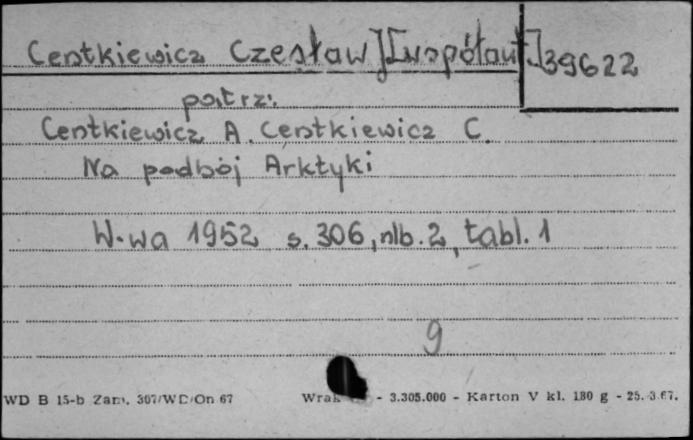 Centkiewicz Czesław][współaut.] 39622
patrz:
Centkiewicz A. Centkiewicz C.
Na podbój Arktyki
W-wa 1952 s. 306, nlb. 2, tabl. 1
9
WD B 15-b Zam. 307/WD/On 67 - 3.305.000 - Karton V kl. 180 g - 25. 3.67.